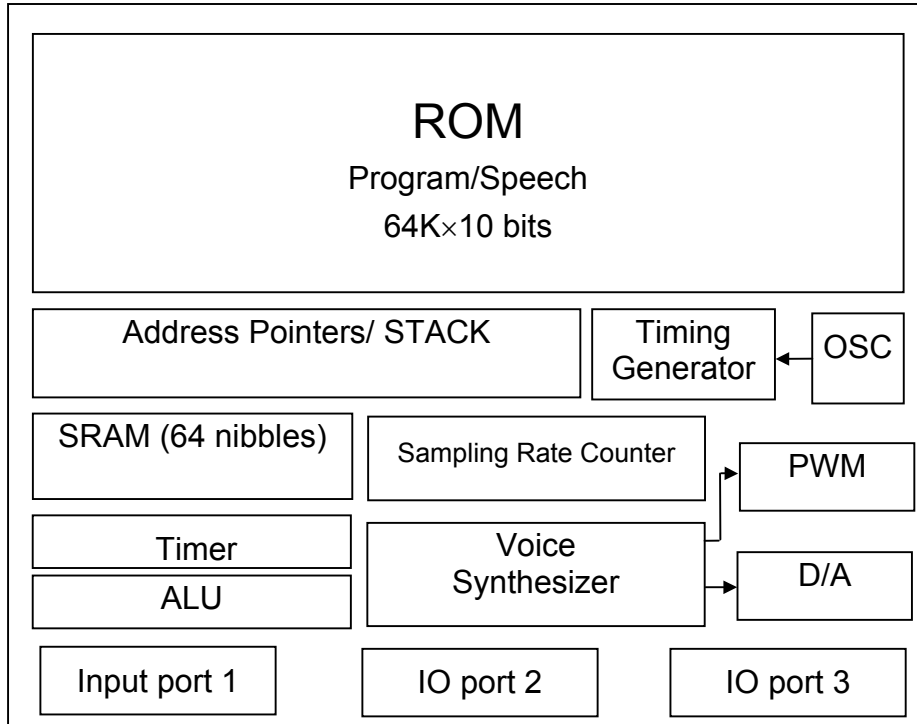 ROM
Program/Speech
64K×10 bits
Address Pointers/ STACK
Timing
Generator
OSC
SRAM (64 nibbles)
Sampling Rate Counter
PWM
Timer
Voice
Synthesizer
D/A
ALU
Input port 1
IO port 2
IO port 3